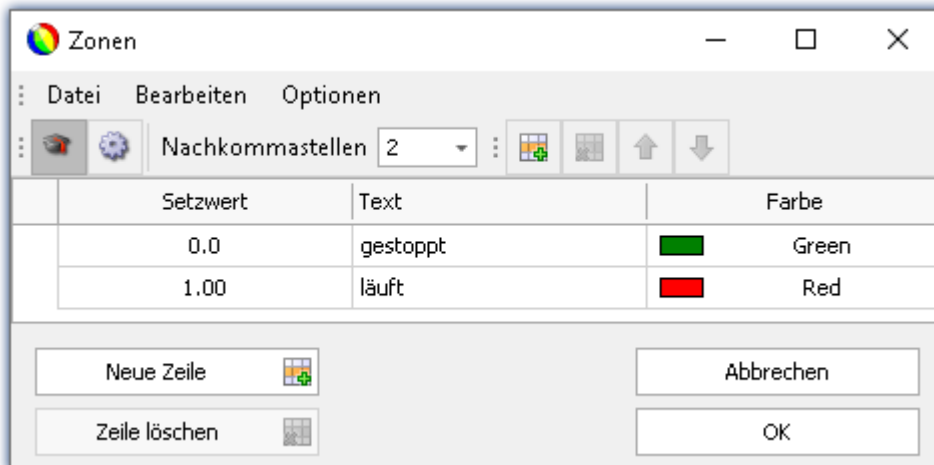 Zonen
Datei Bearbeiten Optionen
Nachkommastellen 2
Setzwert Text Farbe
0.0 gestoppt Green
1.00 läuft Red
Neue Zeile Abbrechen
Zeile löschen OK